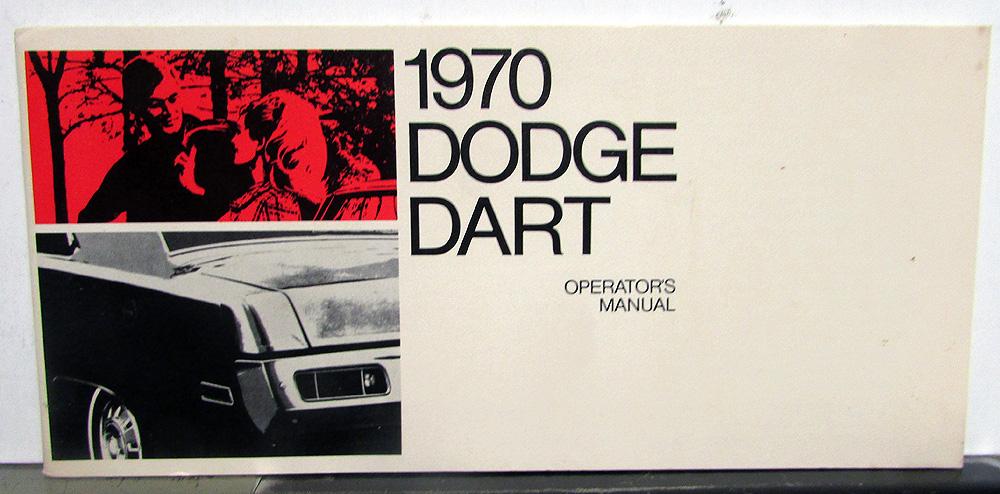 1970
DODGE
DART
OPERATOR'S
MANUAL